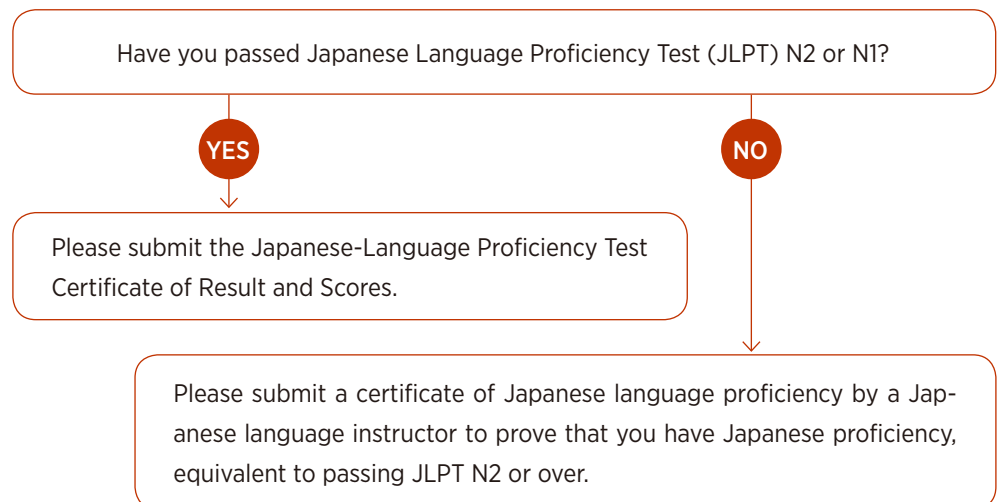 Have you passed Japanese Language Proficiency Test (JLPT) N2 or N1?
YES
NO
Please submit the Japanese-Language Proficiency Test
Certificate of Result and Scores.
Please submit a certificate of Japanese language proficiency by a Jap-
anese language instructor to prove that you have Japanese proficiency,
equivalent to passing JLPT N2 or over.